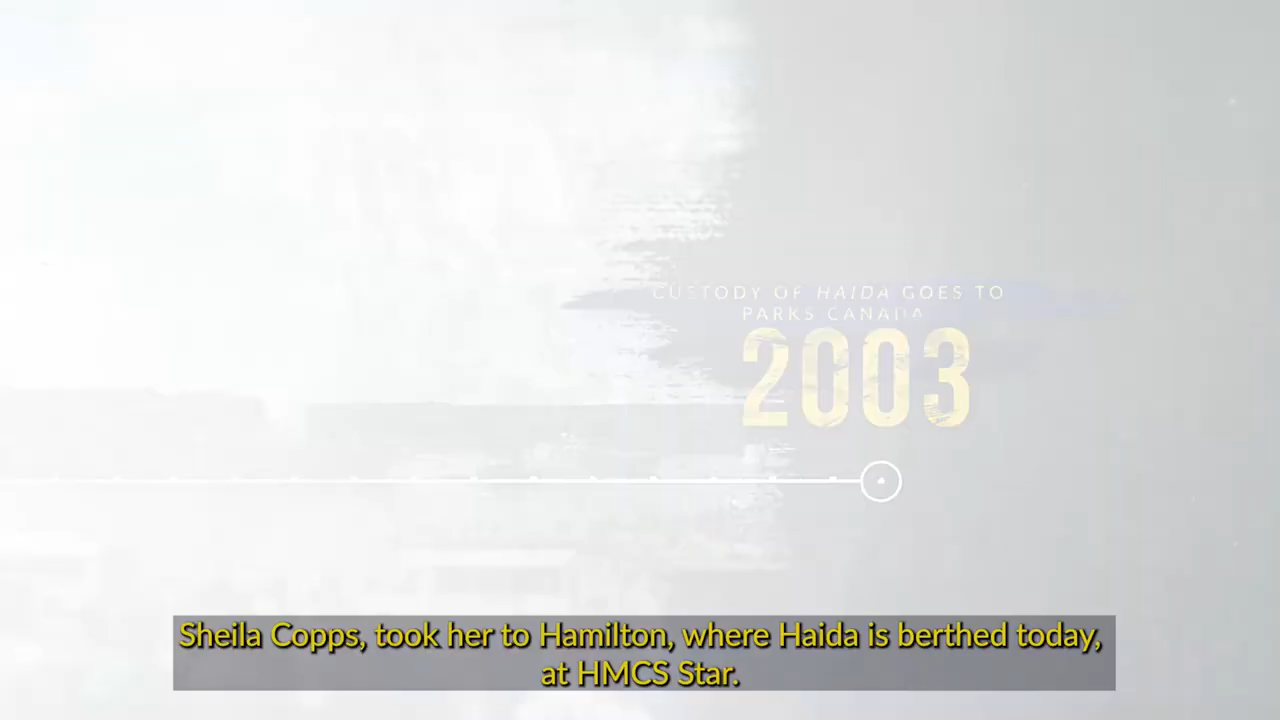 CUSTODY OF HAIDA GOES TO
PARKS CANADA
2003
Sheila Copps, took her to Hamilton, where Haida is berthed today,
at HMCS Star.